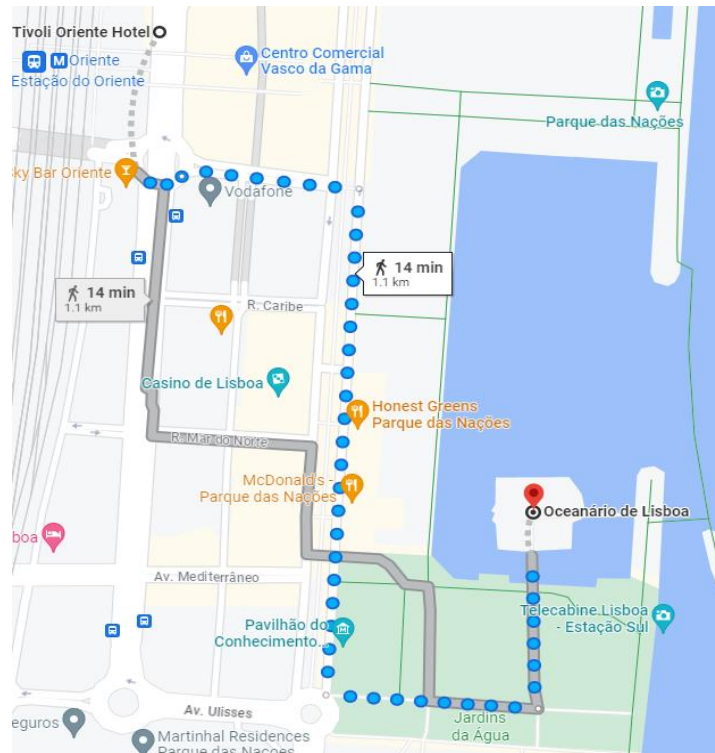 Tivoli Oriente Hotel
M Oriente
Estação do Oriente
Centro Comercial
Vasco da Gama
Parque das Nações
ky Bar Oriente
Vodafone
14 min
1.1 km
14 min
1.1 km
R. Caribe
Casino de Lisboa
Honest Greens
Parque das Nações
R. Mar do Norte
McDonald's -
Parque das Nações
Oceanário de Lisboa
boa
Av. Mediterrâneo
Telecabine Lisboa
- Estação Sul
Pavilhão do
Conhecimento...
Av. Ulisses
Jardins
da Água
eguros
Martinhal Residences
Parque das Nações